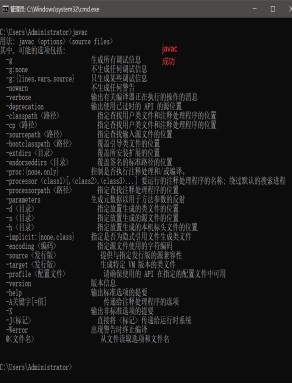 管理员: C:\Windows\system32\cmd.exe
C:\Users\Administrator>javac
用法: javac <options> <source files>
其中, 可能的选项包括:
javac
成功
-g 生成所有调试信息
-g:none 不生成任何调试信息
-g:{lines,vars,source} 只生成某些调试信息
-nowarn 不生成任何警告
-verbose 输出有关编译器正在执行的操作的消息
-deprecation 输出使用已过时的 API 的源位置
-classpath <路径> 指定查找用户类文件和注释处理程序的位置
-cp <路径> 指定查找用户类文件和注释处理程序的位置
-sourcepath <路径> 指定查找输入源文件的位置
-bootclasspath <路径> 覆盖引导类文件的位置
-extdirs <目录> 覆盖所安装扩展的位置
-endorseddirs <目录> 覆盖签名的标准路径的位置
-proc:{none,only} 控制是否执行注释处理和/或编译。
-processor <class1>[,<class2>,<class3>...] 要运行的注释处理程序的名称; 绕过默认的搜索进程
-processorpath <路径> 指定查找注释处理程序的位置
-parameters 生成元数据以用于方法参数的反射
-d <目录> 指定放置生成的类文件的位置
-s <目录> 指定放置生成的源文件的位置
-h <目录> 指定放置生成的本机标头文件的位置
-implicit:{none,class} 指定是否为隐式引用文件生成类文件
-encoding <编码> 指定源文件使用的字符编码
-source <发行版> 提供与指定发行版的源兼容性
-target <发行版> 生成特定 VM 版本的类文件
-profile <配置文件> 请确保使用的 API 在指定的配置文件中可用
-version 版本信息
-help 输出标准选项的提要
-A关键字[=值] 传递给注释处理程序的选项
-X 输出非标准选项的提要
-J<标记> 直接将 <标记> 传递给运行时系统
-Werror 出现警告时终止编译
@<文件名> 从文件读取选项和文件名
C:\Users\Administrator>